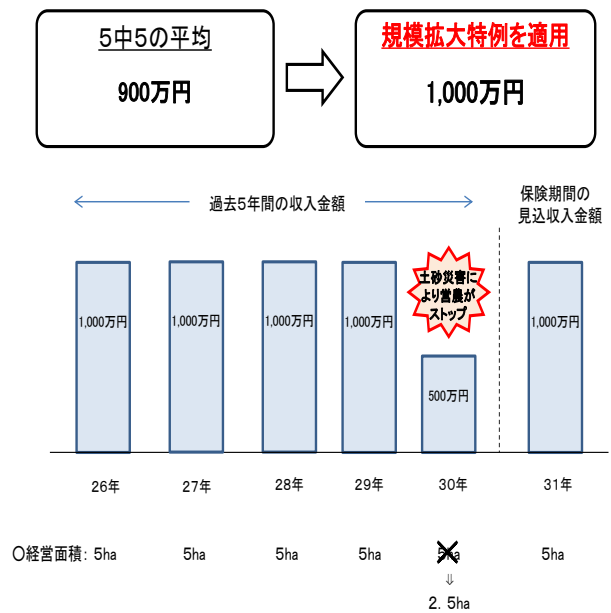 5中5の平均
900万円
規模拡大特例を適用
1,000万円
過去5年間の収入金額
保険期間の
見込収入金額
土砂災害に
より営農が
ストップ
1,000万円
1,000万円
1,000万円
1,000万円
500万円
1,000万円
26年
27年
28年
29年
30年
31年
〇経営面積: 5ha
5ha
5ha
5ha
5ha
5ha
⇓
2.5ha